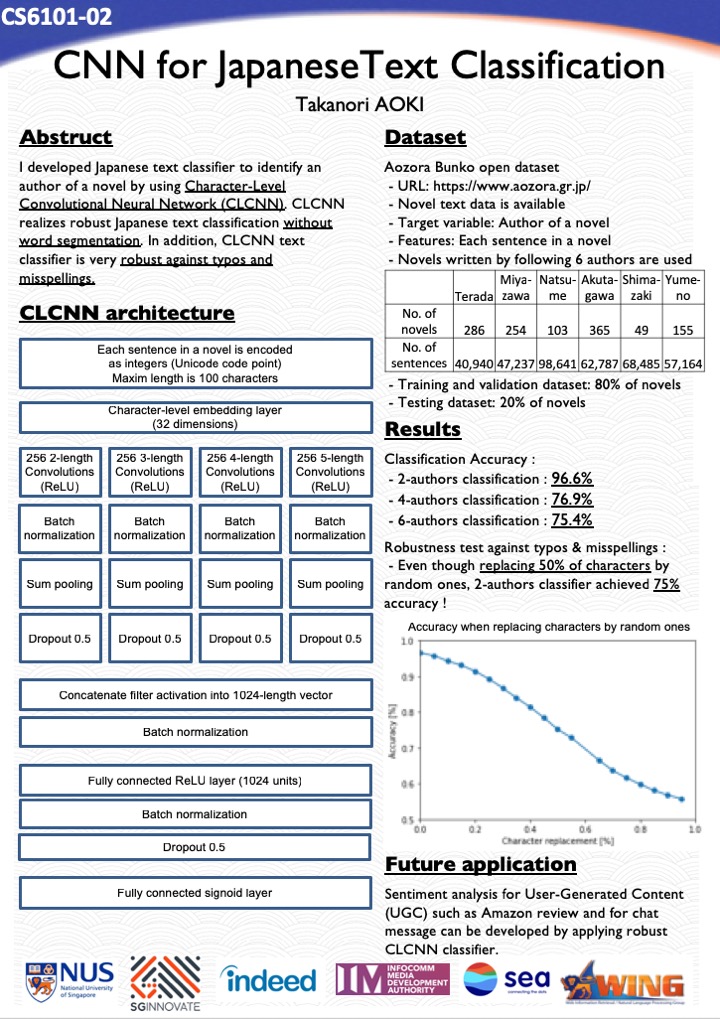 CS6101-02
CNN for JapaneseText Classification
Takanori AOKI
Abstruct
I developed Japanese text classifier to identify an
author of a novel by using Character-Level
Convolutional Neural Network (CLCNN). CLCNN
realizes robust Japanese text classification without
word segmentation. In addition, CLCNN text
classifier is very robust against typos and
misspellings.
CLCNN architecture
Each sentence in a novel is encoded
as integers (Unicode code point)
Maxim length is 100 characters
Character-level embedding layer
(32 dimensions)
256 2-length 256 3-length 256 4-length 256 5-length
Convolutions Convolutions Convolutions Convolutions
(ReLU) (ReLU) (ReLU) (ReLU)
Batch Batch Batch Batch
normalization normalization normalization normalization
Sum pooling Sum pooling Sum pooling Sum pooling
Dropout 0.5 Dropout 0.5 Dropout 0.5 Dropout 0.5
Concatenate filter activation into 1024-length vector
Batch normalization
Fully connected ReLU layer (1024 units)
Batch normalization
Dropout 0.5
Fully connected signoid layer
Dataset
Aozora Bunko open dataset
- URL: https://www.aozora.gr.jp/
- Novel text data is available
- Target variable: Author of a novel
- Features: Each sentence in a novel
- Novels written by following 6 authors are used
Miya- Natsu- Akuta- Shima- Yume-
Terada zawa me gawa zaki no
No. of
novels 286 254 103 365 49 155
No. of
sentences 40,940 47,237 98,641 62,787 68,485 57,164
- Training and validation dataset: 80% of novels
- Testing dataset: 20% of novels
Results
Classification Accuracy :
- 2-authors classification : 96.6%
- 4-authors classification : 76.9%
- 6-authors classification : 75.4%
Robustness test against typos & misspellings :
- Even though replacing 50% of characters by
random ones, 2-authors classifier achieved 75%
accuracy !
Accuracy when replacing characters by random ones
1.0
0.9
0.8
0.7
0.6
0.5
Accuracy [%]
0.0 0.2 0.4 0.6 0.8 1.0
Character replacement [%]
Future application
Sentiment analysis for User-Generated Content
(UGC) such as Amazon review and for chat
message can be developed by applying robust
CLCNN classifier.
NUS
National University
of Singapore
SGINNOVATE
indeed
IM
INFOCOMM
MEDIA
DEVELOPMENT
AUTHORITY
sea
connecting the dots
WING
Web Information Retrieval / Natural Language Processing Group